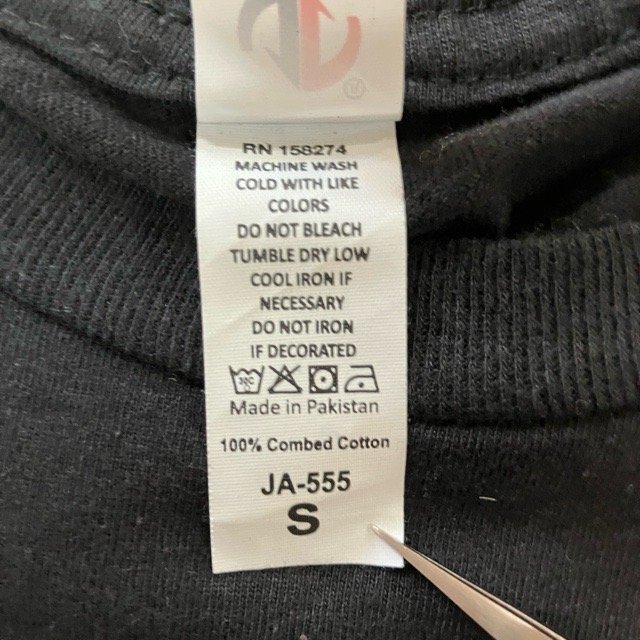 RN 158274
MACHINE WASH
COLD WITH LIKE
COLORS
DO NOT BLEACH
TUMBLE DRY LOW
COOL IRON IF
NECESSARY
DO NOT IRON
IF DECORATED
Made in Pakistan
100% Combed Cotton
JA-555
S